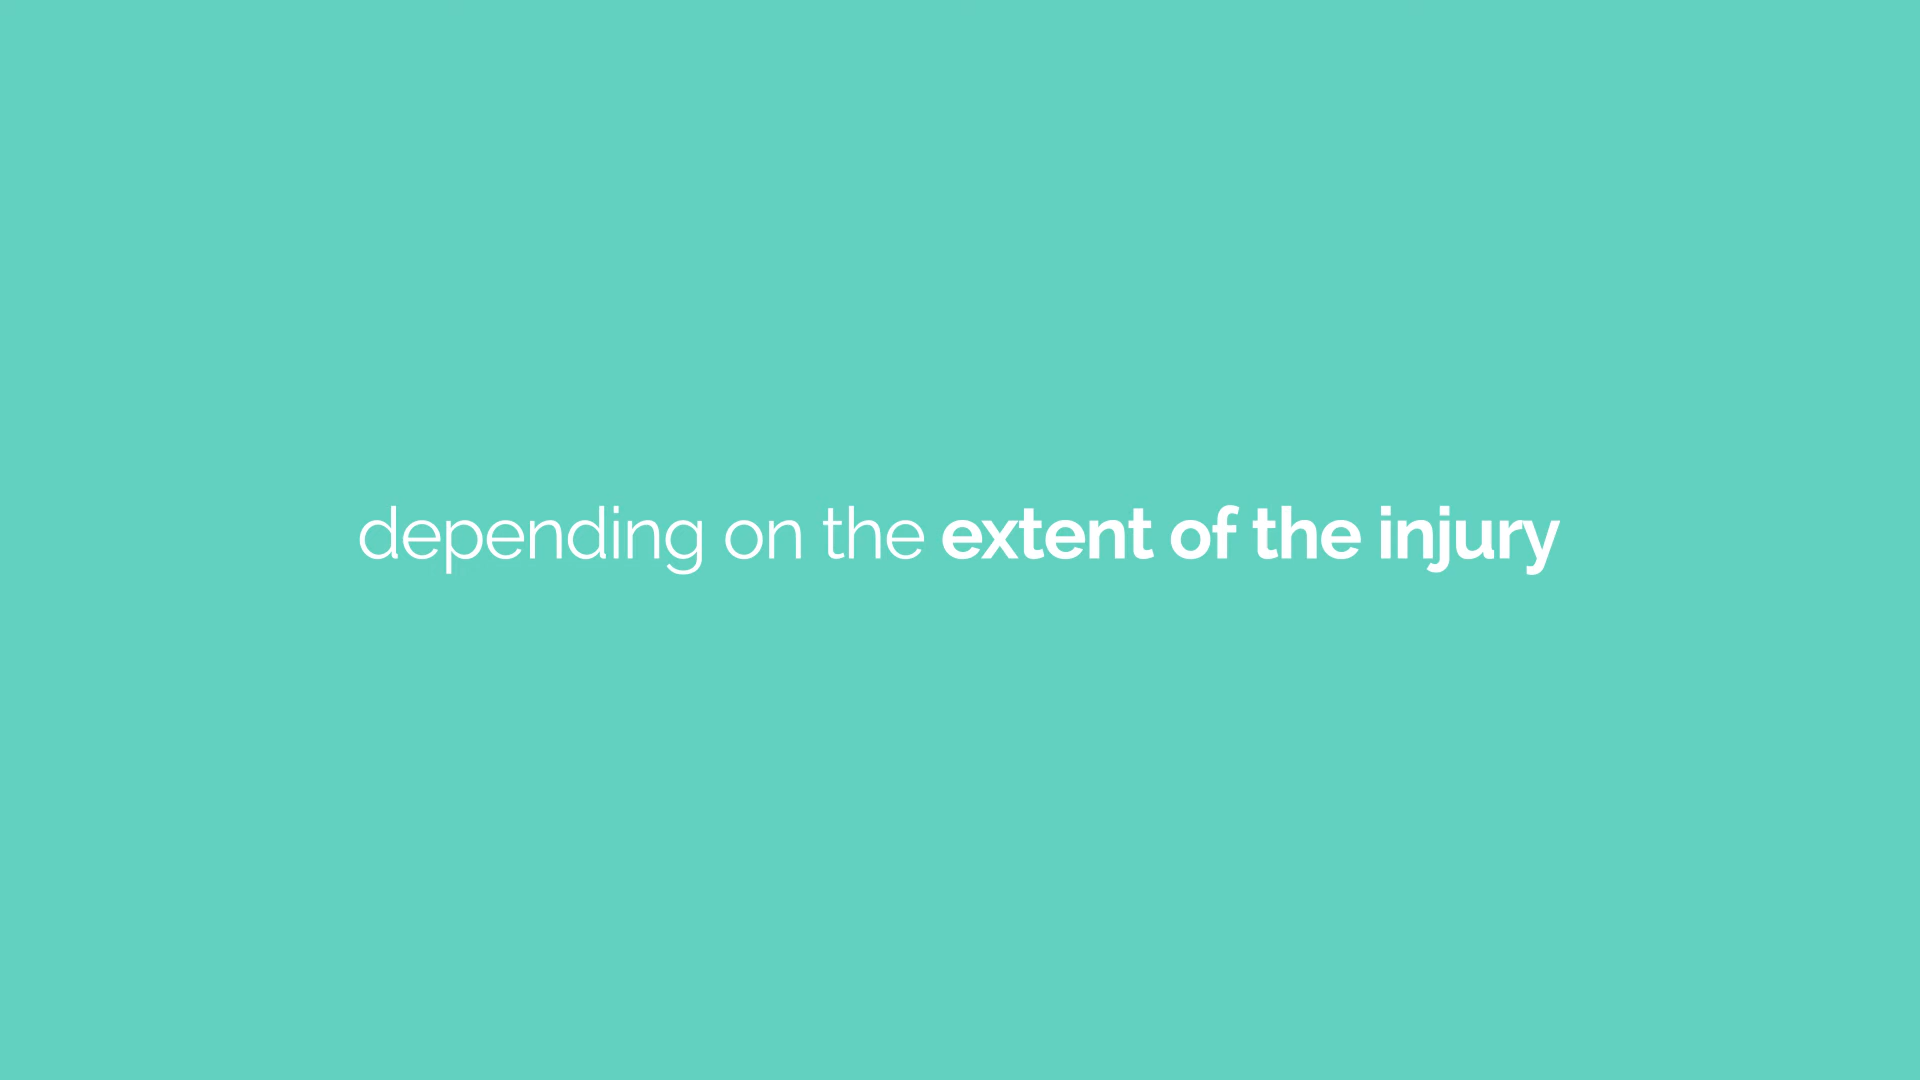 depending on the extent of the injury